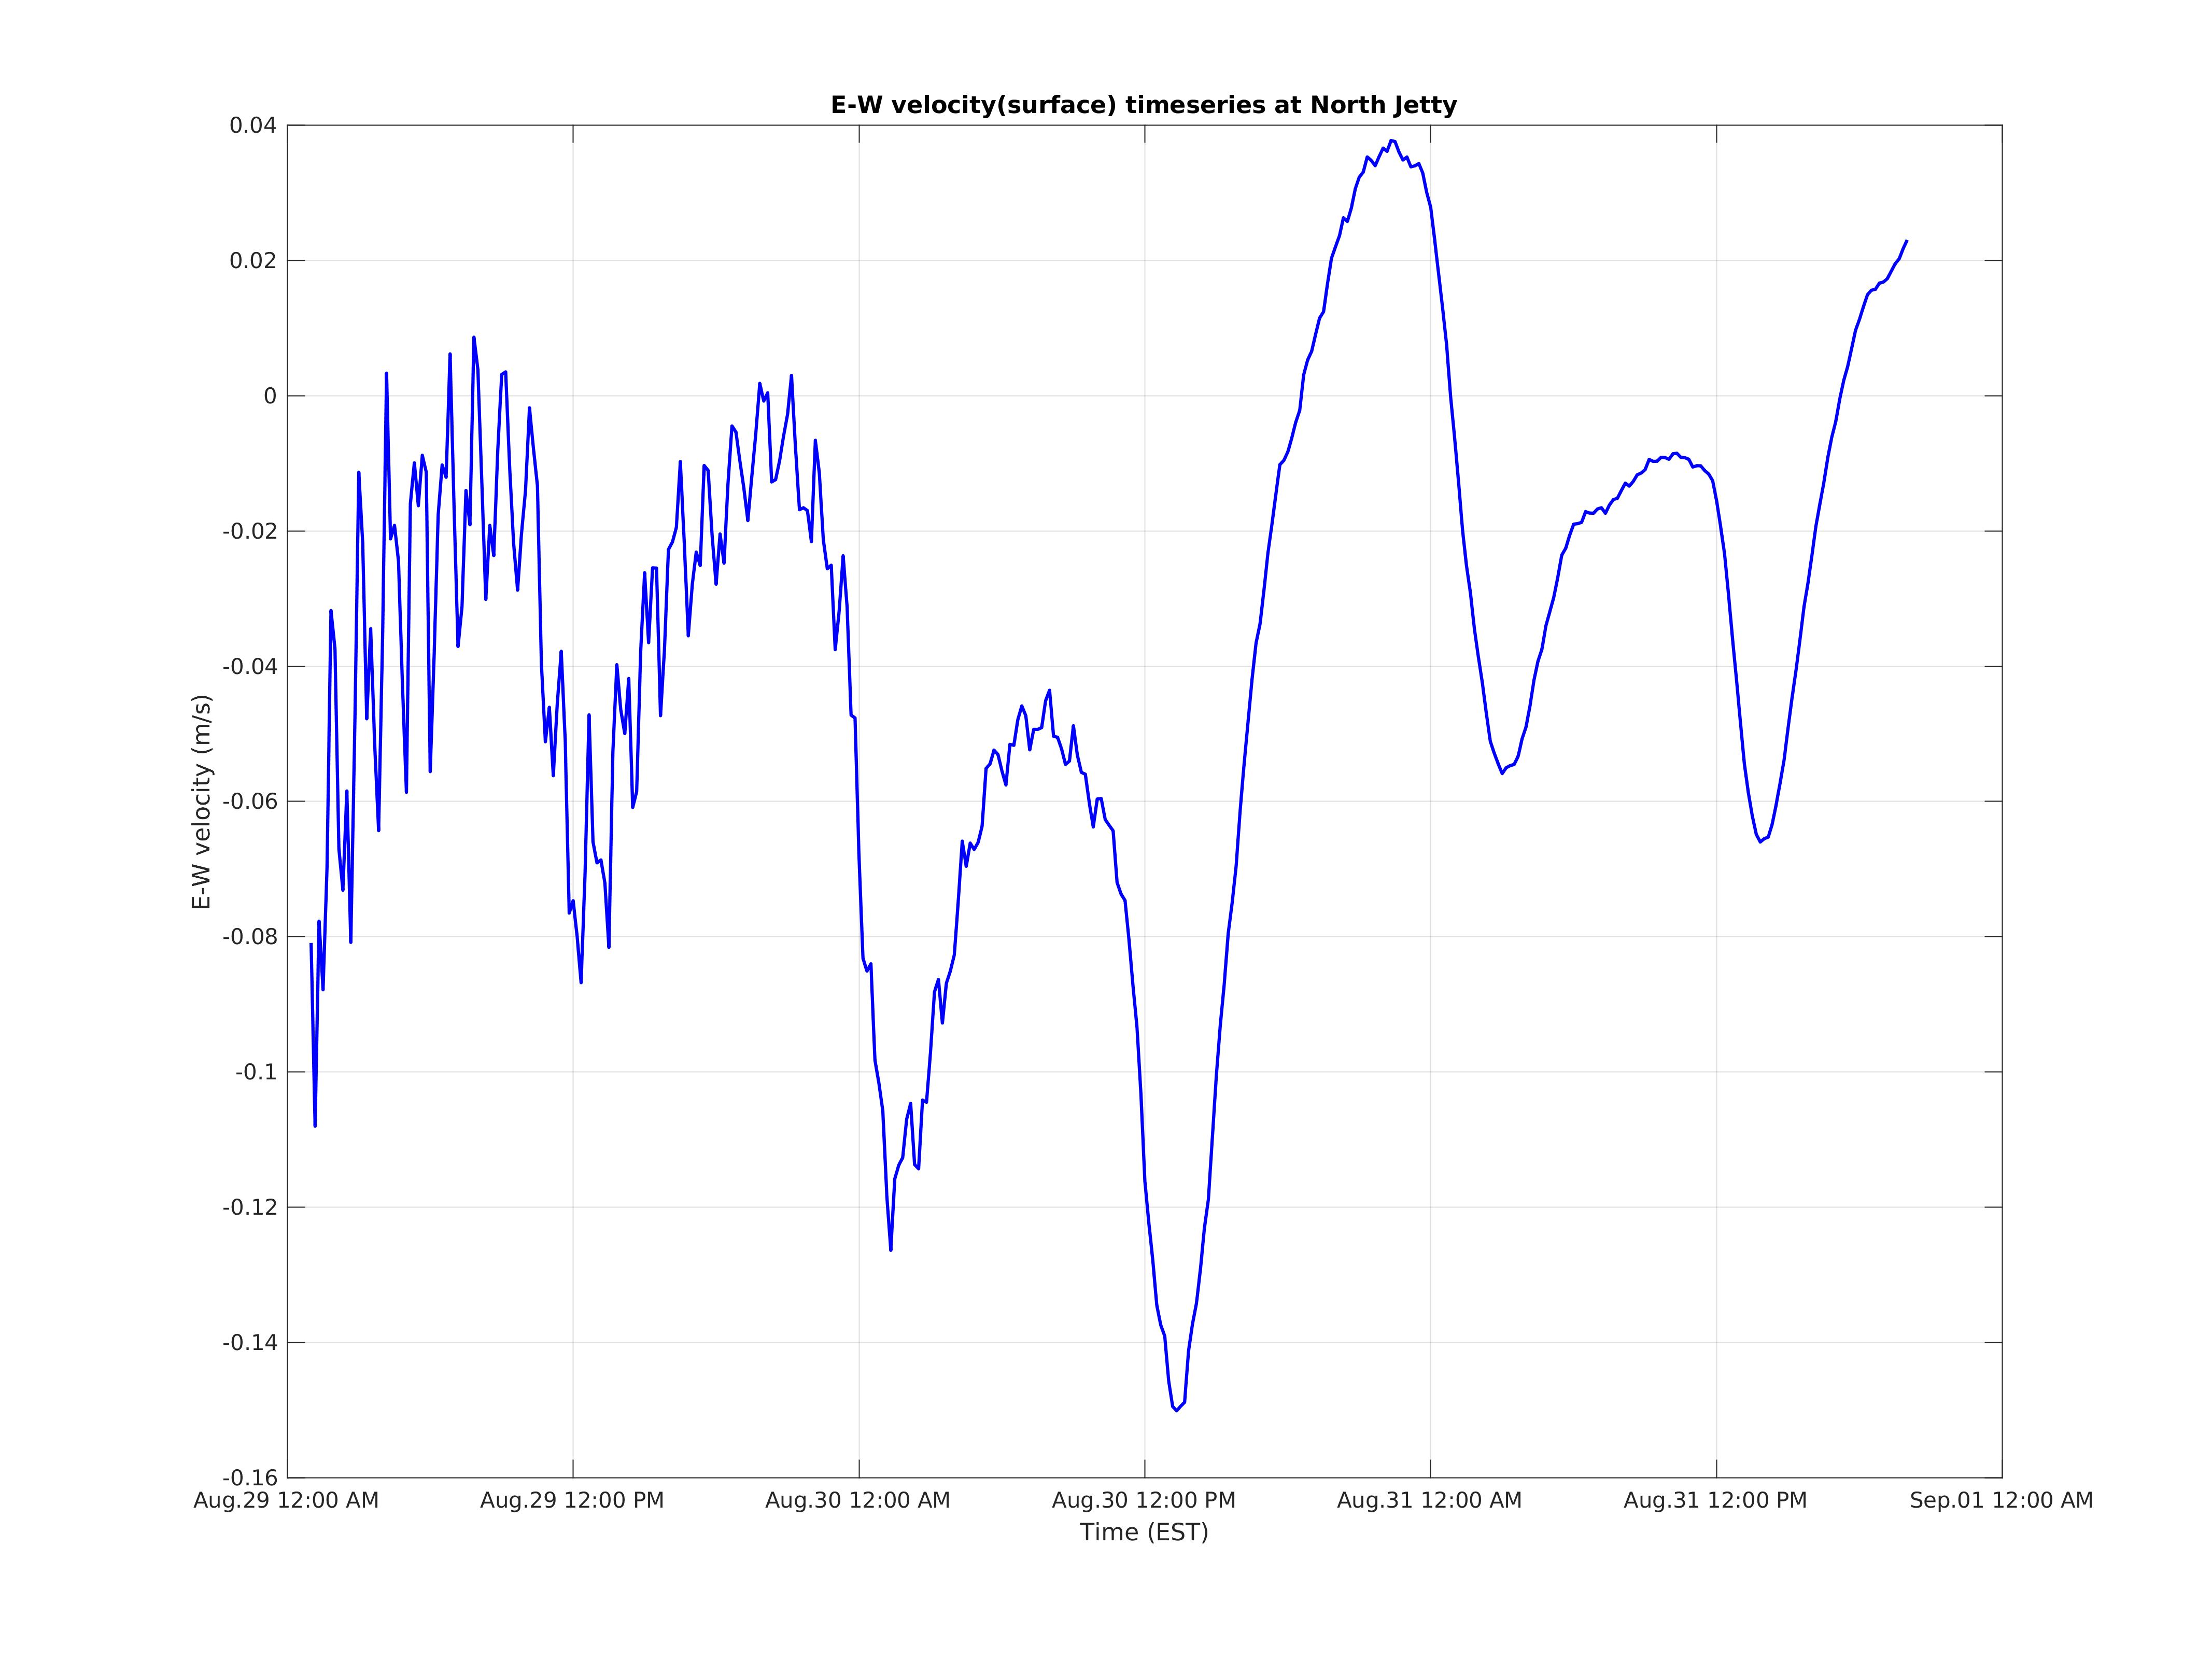 E-W velocity(surface) timeseries at North Jetty
0.04
0.02
0
-0.02
-0.04
-0.06
-0.08
-0.1
-0.12
-0.14
-0.16
E-W velocity (m/s)
Aug.29 12:00 AM
Aug.29 12:00 PM
Aug.30 12:00 AM
Aug.30 12:00 PM
Aug.31 12:00 AM
Aug.31 12:00 PM
Sep.01 12:00 AM
Time (EST)